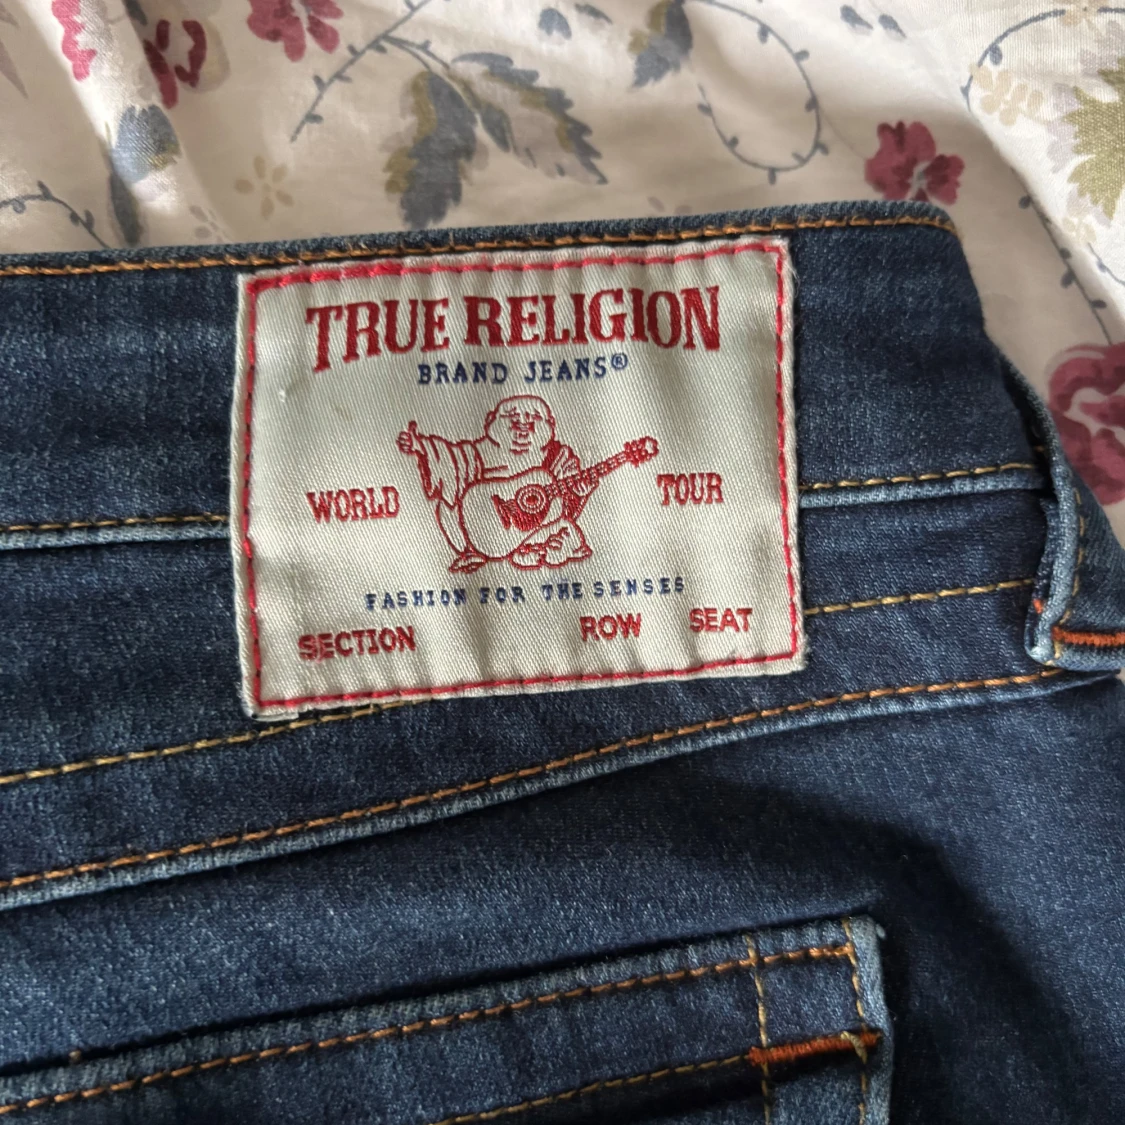 TRUE RELIGION
BRAND JEANS®
WORLD TOUR
FASHION FOR THE SENSES
SECTION ROW SEAT